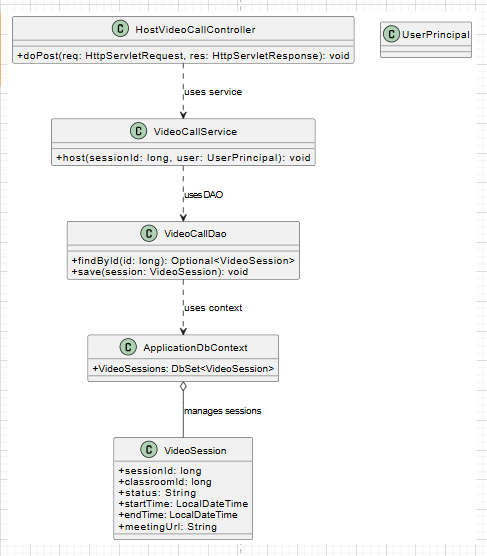 C HostVideoCallController
+doPost(req: HttpServletRequest, res: HttpServletResponse): void
C UserPrincipal
uses service
C VideoCallService
+host(sessionId: long, user: UserPrincipal): void
uses DAO
C VideoCallDao
+findById(id: long): Optional<VideoSession>
+save(session: VideoSession): void
uses context
C ApplicationDbContext
+VideoSessions: DbSet<VideoSession>
manages sessions
C VideoSession
+sessionId: long
+classroomId: long
+status: String
+startTime: LocalDateTime
+endTime: LocalDateTime
+meetingUrl: String